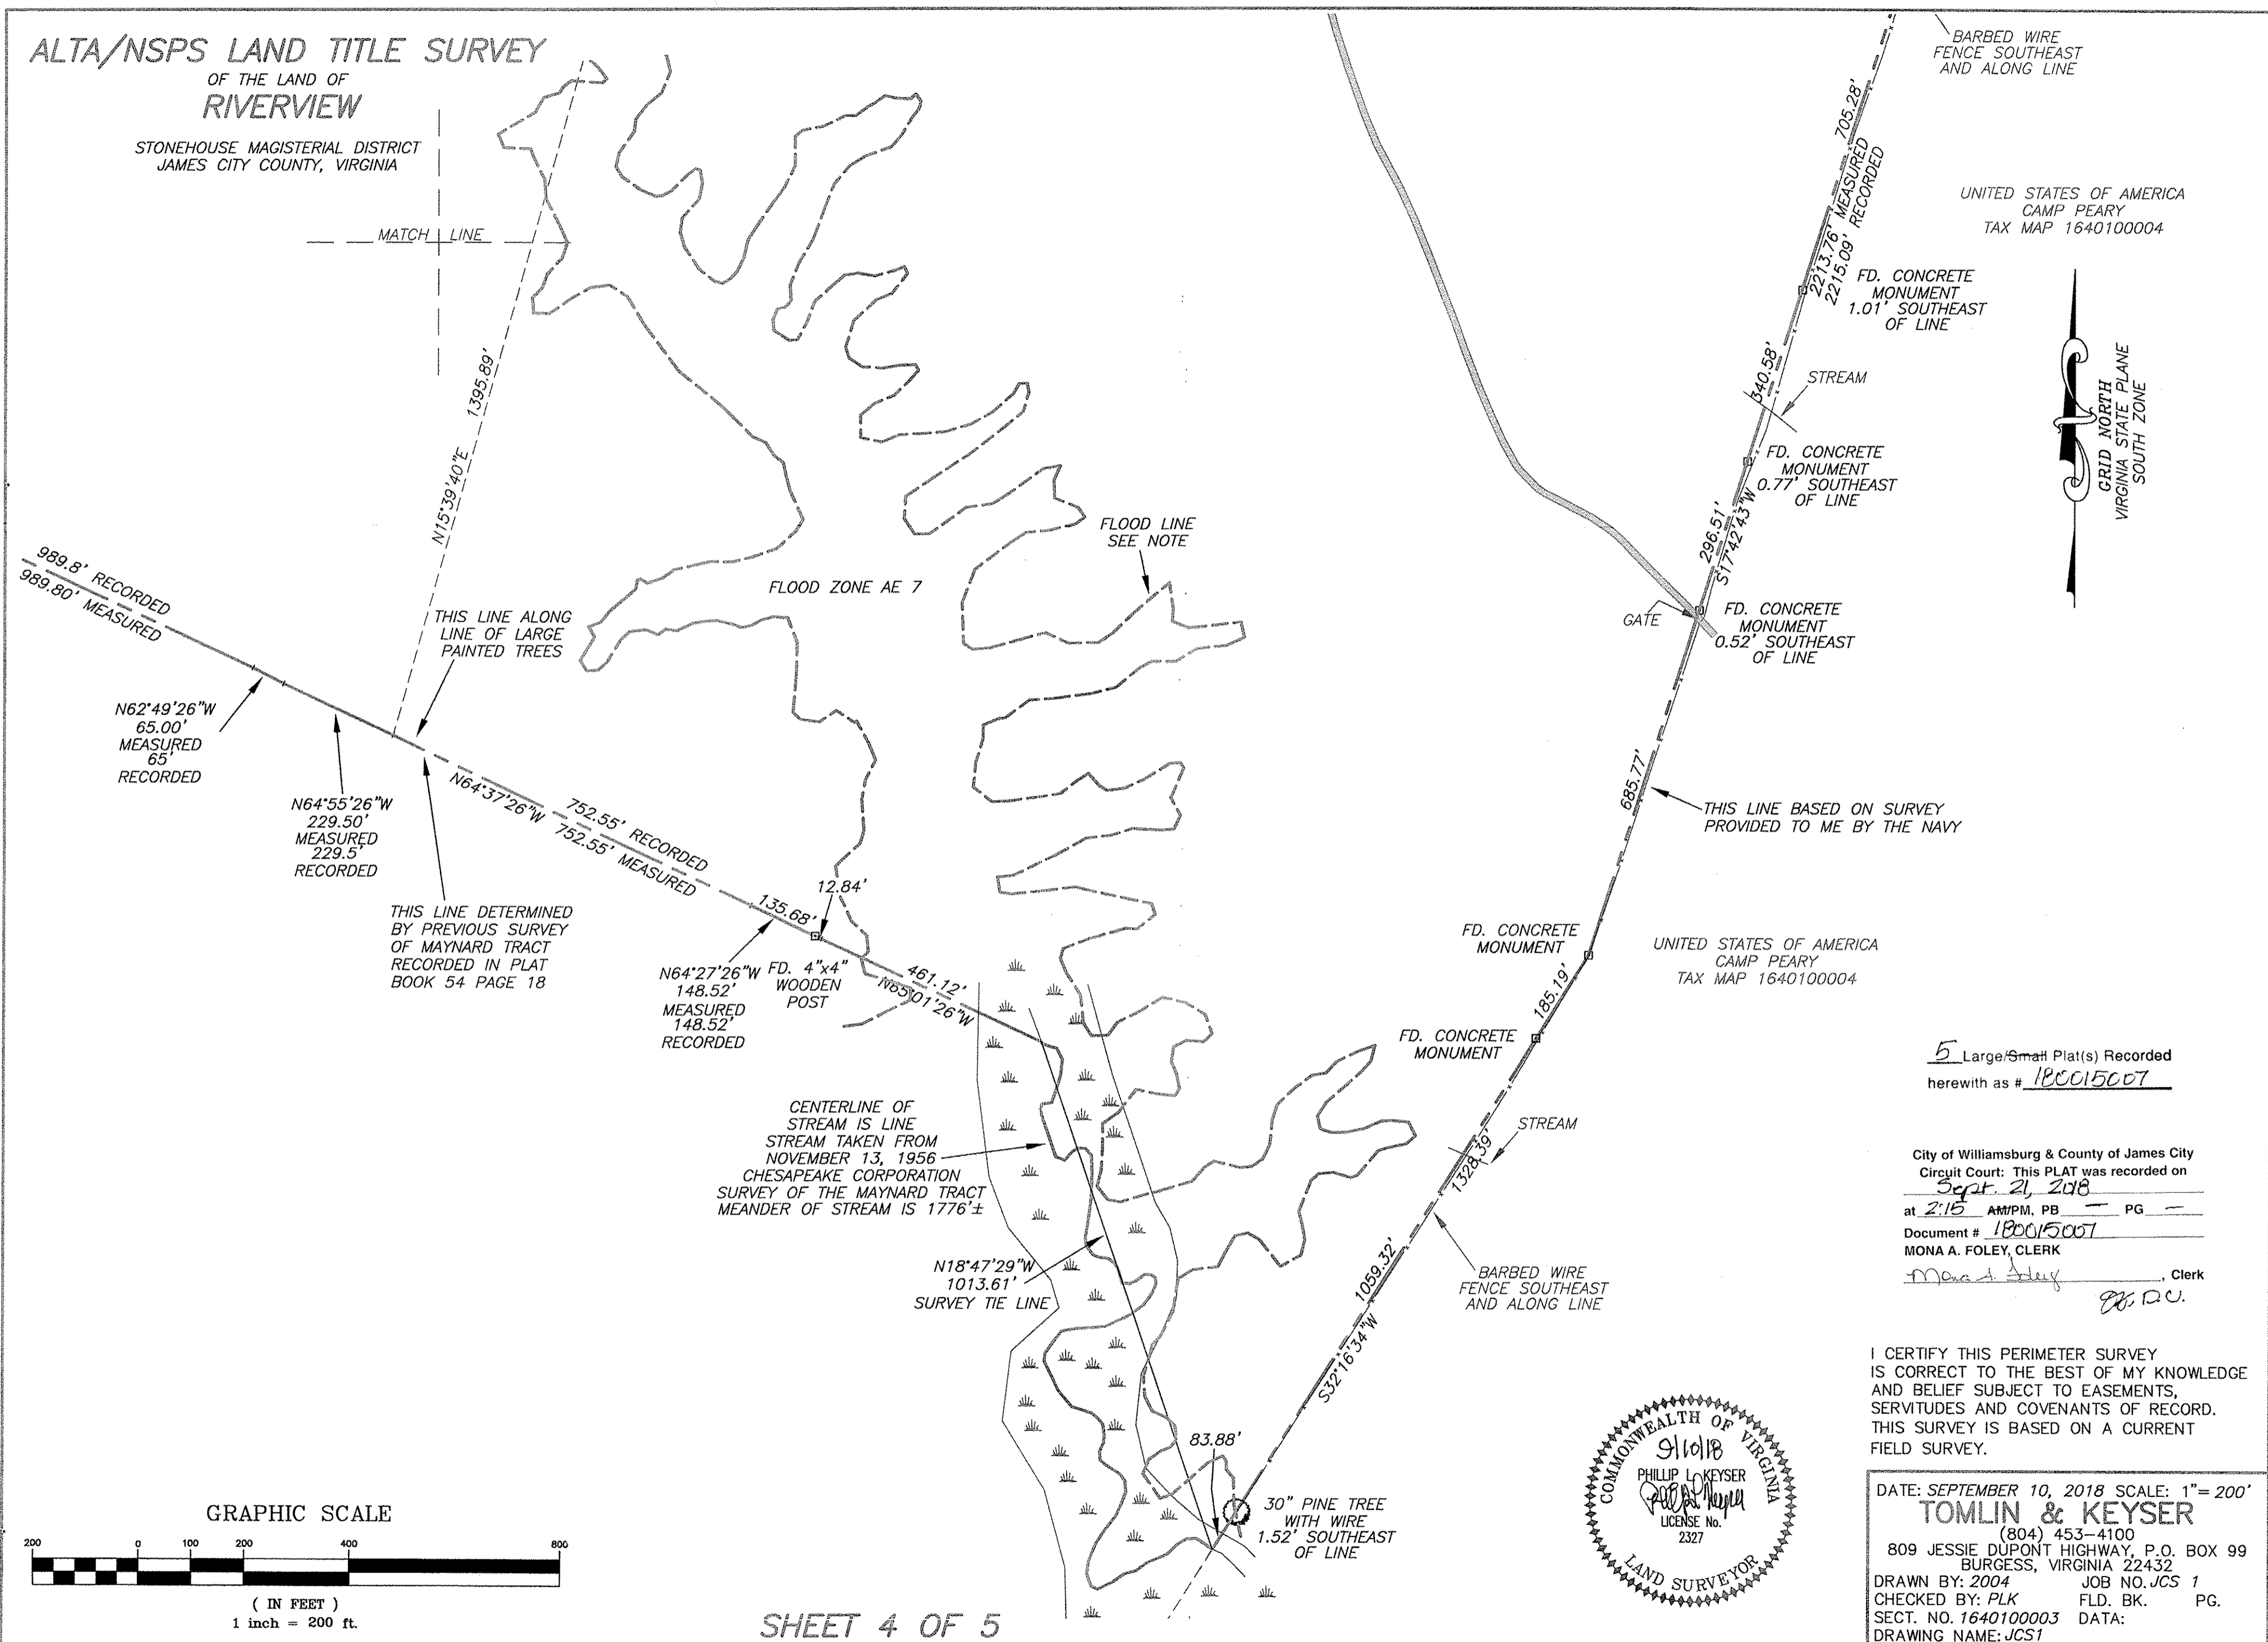 ALTA/NSPS LAND TITLE SURVEY
OF THE LAND OF
RIVERVIEW
STONEHOUSE MAGISTERIAL DISTRICT
JAMES CITY COUNTY, VIRGINIA
MATCH LINE
N15°39'40"E 1395.89'
989.8' RECORDED
989.80' MEASURED
THIS LINE ALONG
LINE OF LARGE
PAINTED TREES
N62°49'26"W
65.00'
MEASURED
65'
RECORDED
N64°55'26"W
229.50'
MEASURED
229.5'
RECORDED
N64°37'26"W
752.55' RECORDED
752.55' MEASURED
THIS LINE DETERMINED
BY PREVIOUS SURVEY
OF MAYNARD TRACT
RECORDED IN PLAT
BOOK 54 PAGE 18
135.68'
12.84'
N64°27'26"W
148.52'
MEASURED
148.52'
RECORDED
FD. 4"x4"
WOODEN
POST
461.12'
N65°01'26"W
FLOOD ZONE AE 7
FLOOD LINE
SEE NOTE
CENTERLINE OF
STREAM IS LINE
STREAM TAKEN FROM
NOVEMBER 13, 1956
CHESAPEAKE CORPORATION
SURVEY OF THE MAYNARD TRACT
MEANDER OF STREAM IS 1776'±
N18°47'29"W
1013.61'
SURVEY TIE LINE
83.88'
30" PINE TREE
WITH WIRE
1.52' SOUTHEAST
OF LINE
BARBED WIRE
FENCE SOUTHEAST
AND ALONG LINE
705.28'
2213.76' MEASURED
2215.09' RECORDED
UNITED STATES OF AMERICA
CAMP PEARY
TAX MAP 1640100004
FD. CONCRETE
MONUMENT
1.01' SOUTHEAST
OF LINE
340.58'
STREAM
FD. CONCRETE
MONUMENT
0.77' SOUTHEAST
OF LINE
296.51'
S17°42'43"W
GATE
FD. CONCRETE
MONUMENT
0.52' SOUTHEAST
OF LINE
685.77'
THIS LINE BASED ON SURVEY
PROVIDED TO ME BY THE NAVY
FD. CONCRETE
MONUMENT
UNITED STATES OF AMERICA
CAMP PEARY
TAX MAP 1640100004
185.19'
FD. CONCRETE
MONUMENT
STREAM
1328.39'
1059.32'
BARBED WIRE
FENCE SOUTHEAST
AND ALONG LINE
S32°16'34"W
GRID NORTH
VIRGINIA STATE PLANE
SOUTH ZONE
5 Large/Small Plat(s) Recorded
herewith as # 180015007
City of Williamsburg & County of James City
Circuit Court: This PLAT was recorded on
Sept. 21, 2018
at 2:15 AM/PM, PB — PG —
Document # 180015007
MONA A. FOLEY, CLERK
Mona A. Foley, Clerk
D.C.
I CERTIFY THIS PERIMETER SURVEY
IS CORRECT TO THE BEST OF MY KNOWLEDGE
AND BELIEF SUBJECT TO EASEMENTS,
SERVITUDES AND COVENANTS OF RECORD.
THIS SURVEY IS BASED ON A CURRENT
FIELD SURVEY.
COMMONWEALTH OF VIRGINIA
9/10/18
PHILLIP L. KEYSER
LICENSE No.
2327
LAND SURVEYOR
DATE: SEPTEMBER 10, 2018 SCALE: 1"= 200'
TOMLIN & KEYSER
(804) 453-4100
809 JESSIE DUPONT HIGHWAY, P.O. BOX 99
BURGESS, VIRGINIA 22432
DRAWN BY: 2004 JOB NO. JCS 1
CHECKED BY: PLK FLD. BK. PG.
SECT. NO. 1640100003 DATA:
DRAWING NAME: JCS1
GRAPHIC SCALE
200 0 100 200 400 800
( IN FEET )
1 inch = 200 ft.
SHEET 4 OF 5